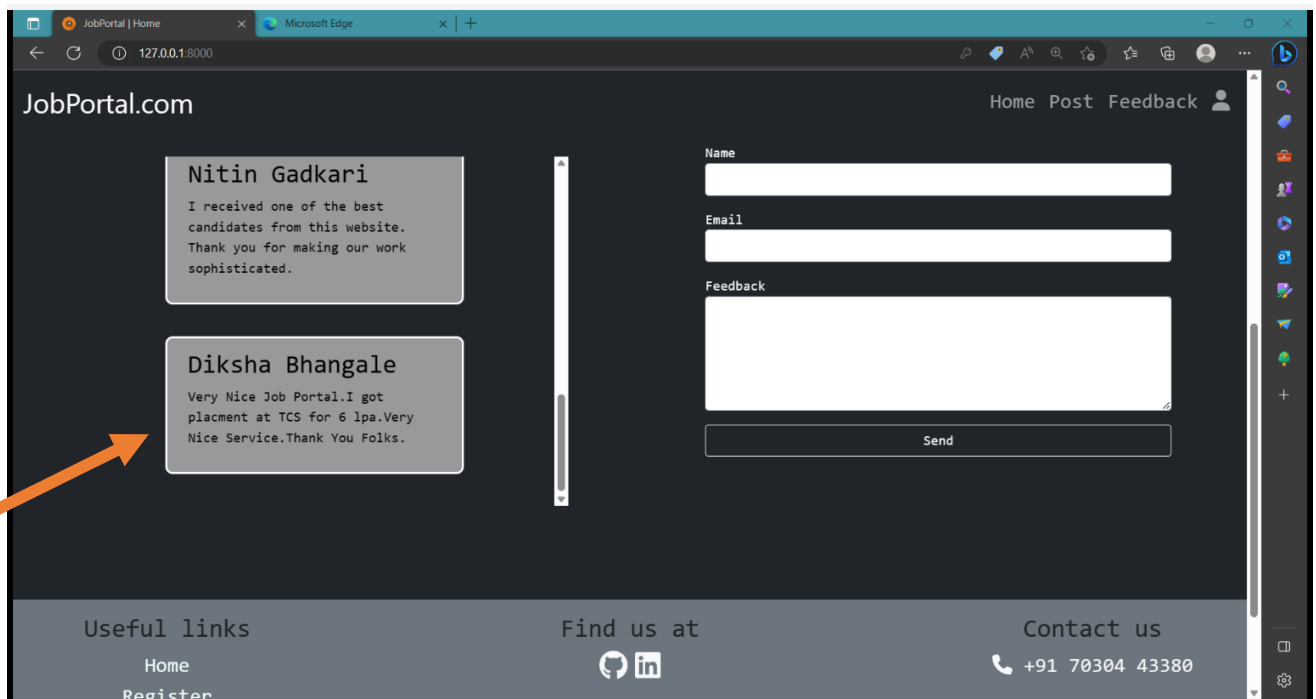 JobPortal | Home
Microsoft Edge
127.0.0.1:8000
JobPortal.com
Home Post Feedback
Nitin Gadkari
I received one of the best
candidates from this website.
Thank you for making our work
sophisticated.
Diksha Bhangale
Very Nice Job Portal.I got
placment at TCS for 6 lpa.Very
Nice Service.Thank You Folks.
Name
Email
Feedback
Send
Useful links
Home
Register
Find us at
Contact us
+91 70304 43380